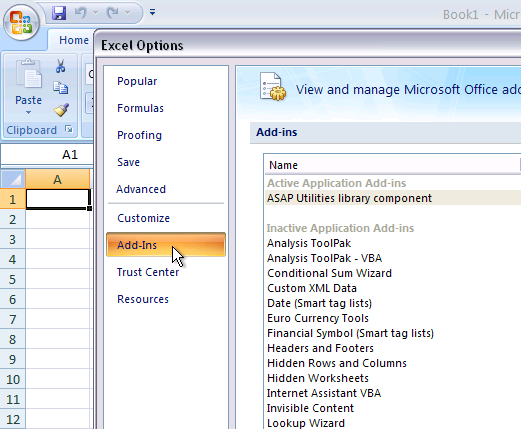 Book1 - Micr
Home
Excel Options
Paste
Clipboard
A1
A
1
2
3
4
5
6
7
8
9
10
11
12
Popular
Formulas
Proofing
Save
Advanced
Customize
Add-Ins
Trust Center
Resources
View and manage Microsoft Office add
Add-ins
Name
Active Application Add-ins
ASAP Utilities library component
Inactive Application Add-ins
Analysis ToolPak
Analysis ToolPak - VBA
Conditional Sum Wizard
Custom XML Data
Date (Smart tag lists)
Euro Currency Tools
Financial Symbol (Smart tag lists)
Headers and Footers
Hidden Rows and Columns
Hidden Worksheets
Internet Assistant VBA
Invisible Content
Lookup Wizard